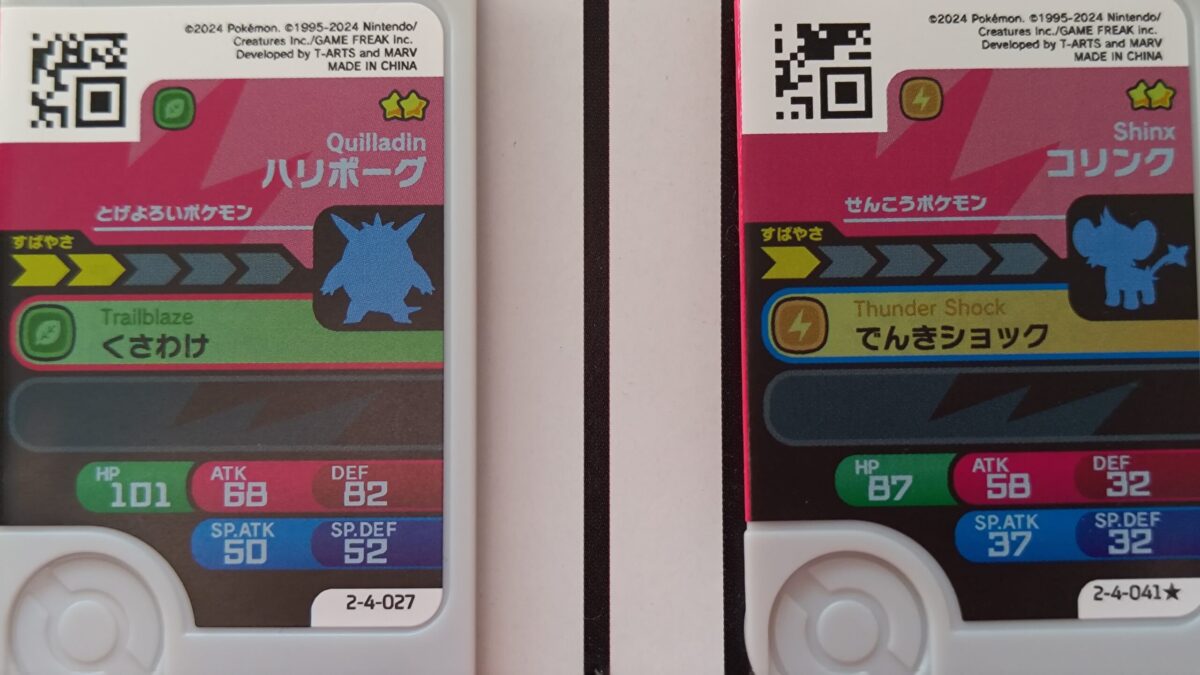 ©2024 Pokémon. ©1995-2024 Nintendo/
Creatures Inc./GAME FREAK inc.
Developed by T-ARTS and MARV
MADE IN CHINA
Quilladin
ハリボーグ
とげよろいポケモン
すばやさ
Trailblaze
くさわけ
HP
101
ATK
68
DEF
82
SP.ATK
50
SP.DEF
52
2-4-027
©2024 Pokémon. ©1995-2024 Nintendo/
Creatures Inc./GAME FREAK inc.
Developed by T-ARTS and MARV
MADE IN CHINA
Shinx
コリンク
せんこうポケモン
すばやさ
Thunder Shock
でんきショック
HP
87
ATK
58
DEF
32
SP.ATK
37
SP.DEF
32
2-4-041★